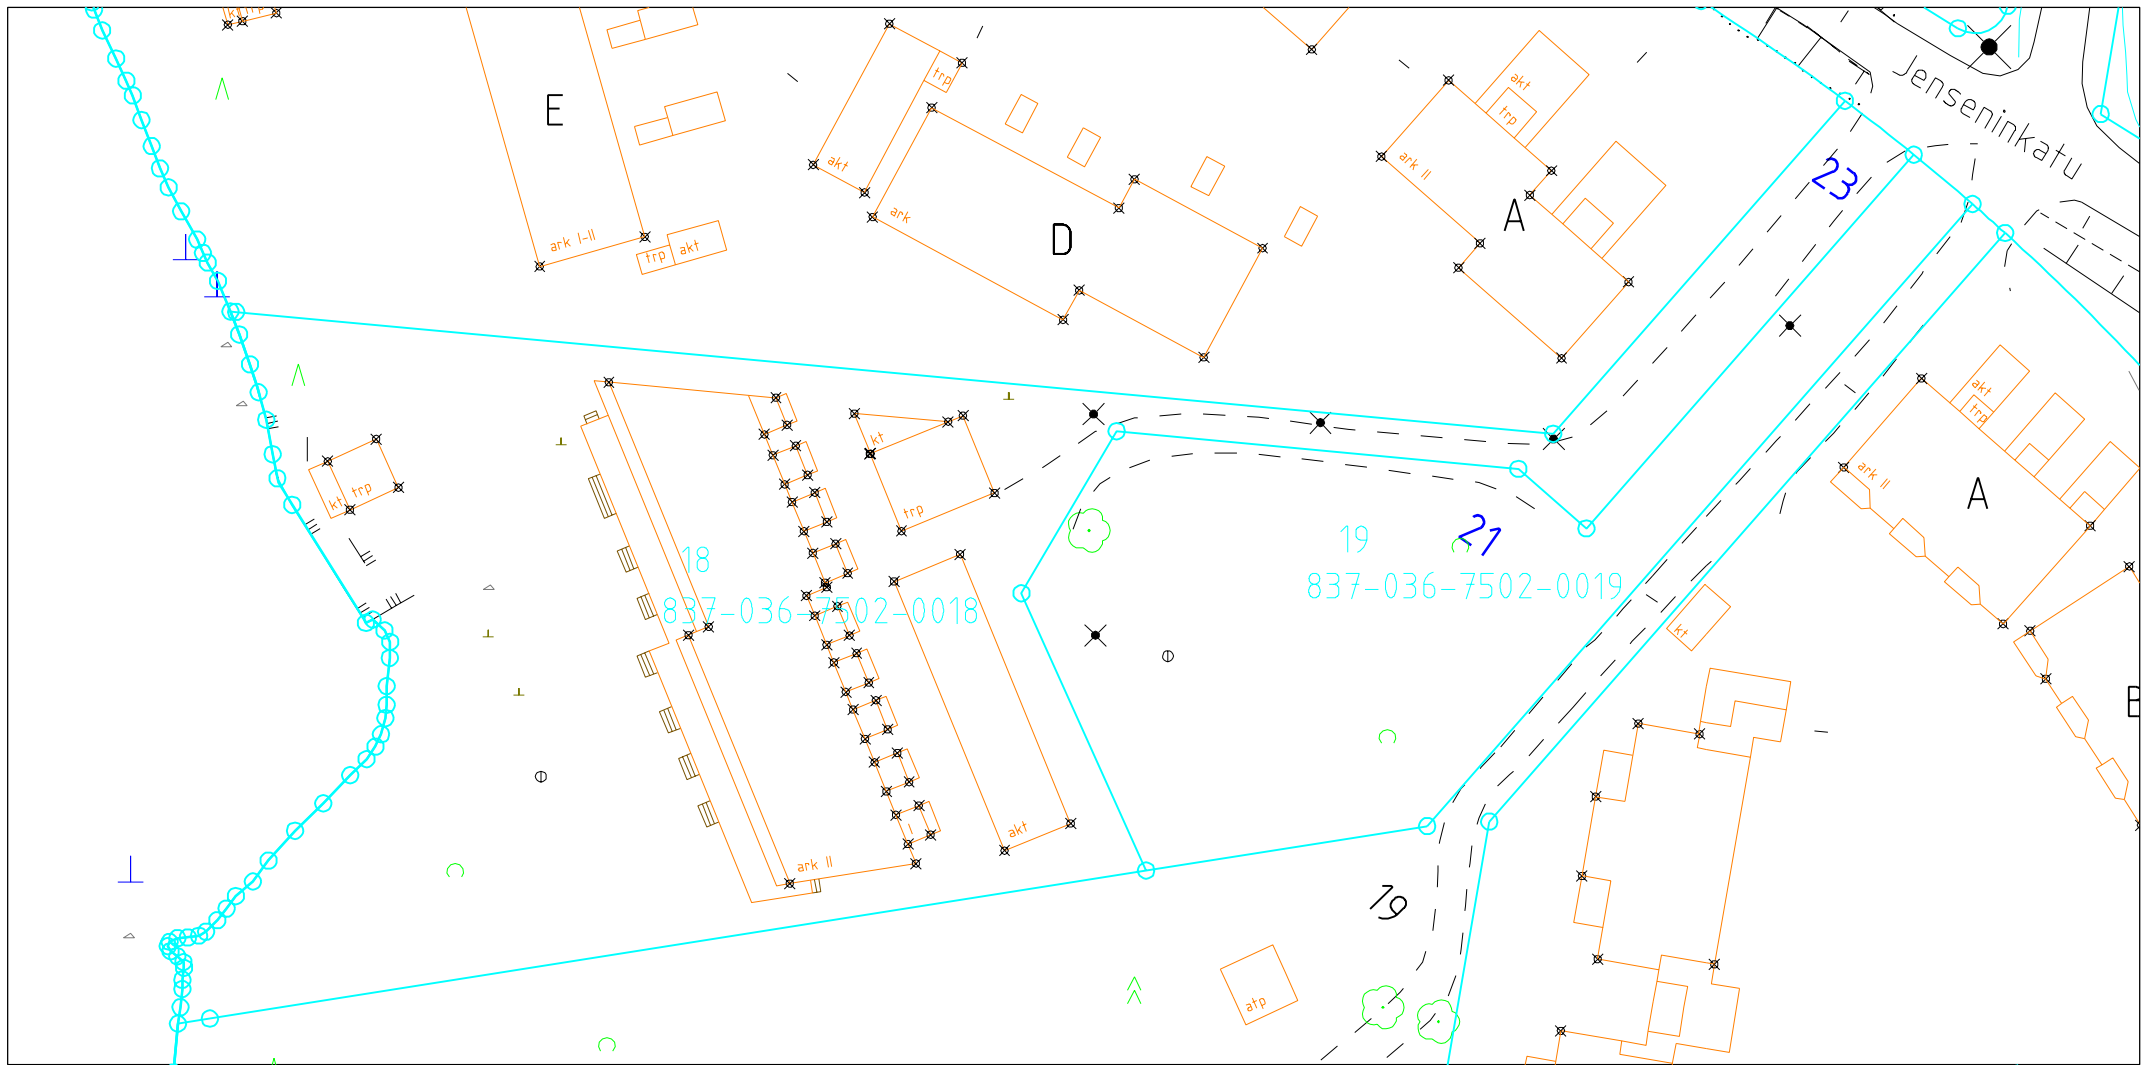 kt trp
E
trp
akt
ark
D
akt
trp
ark II
A
Jenseninkatu
23
ark I-II
trp akt
kt
trp
kt trp
18
837-036-7502-0018
21
19
837-036-7502-0019
akt
trp
ark II
A
kt
B
ark II
akt
19
atp